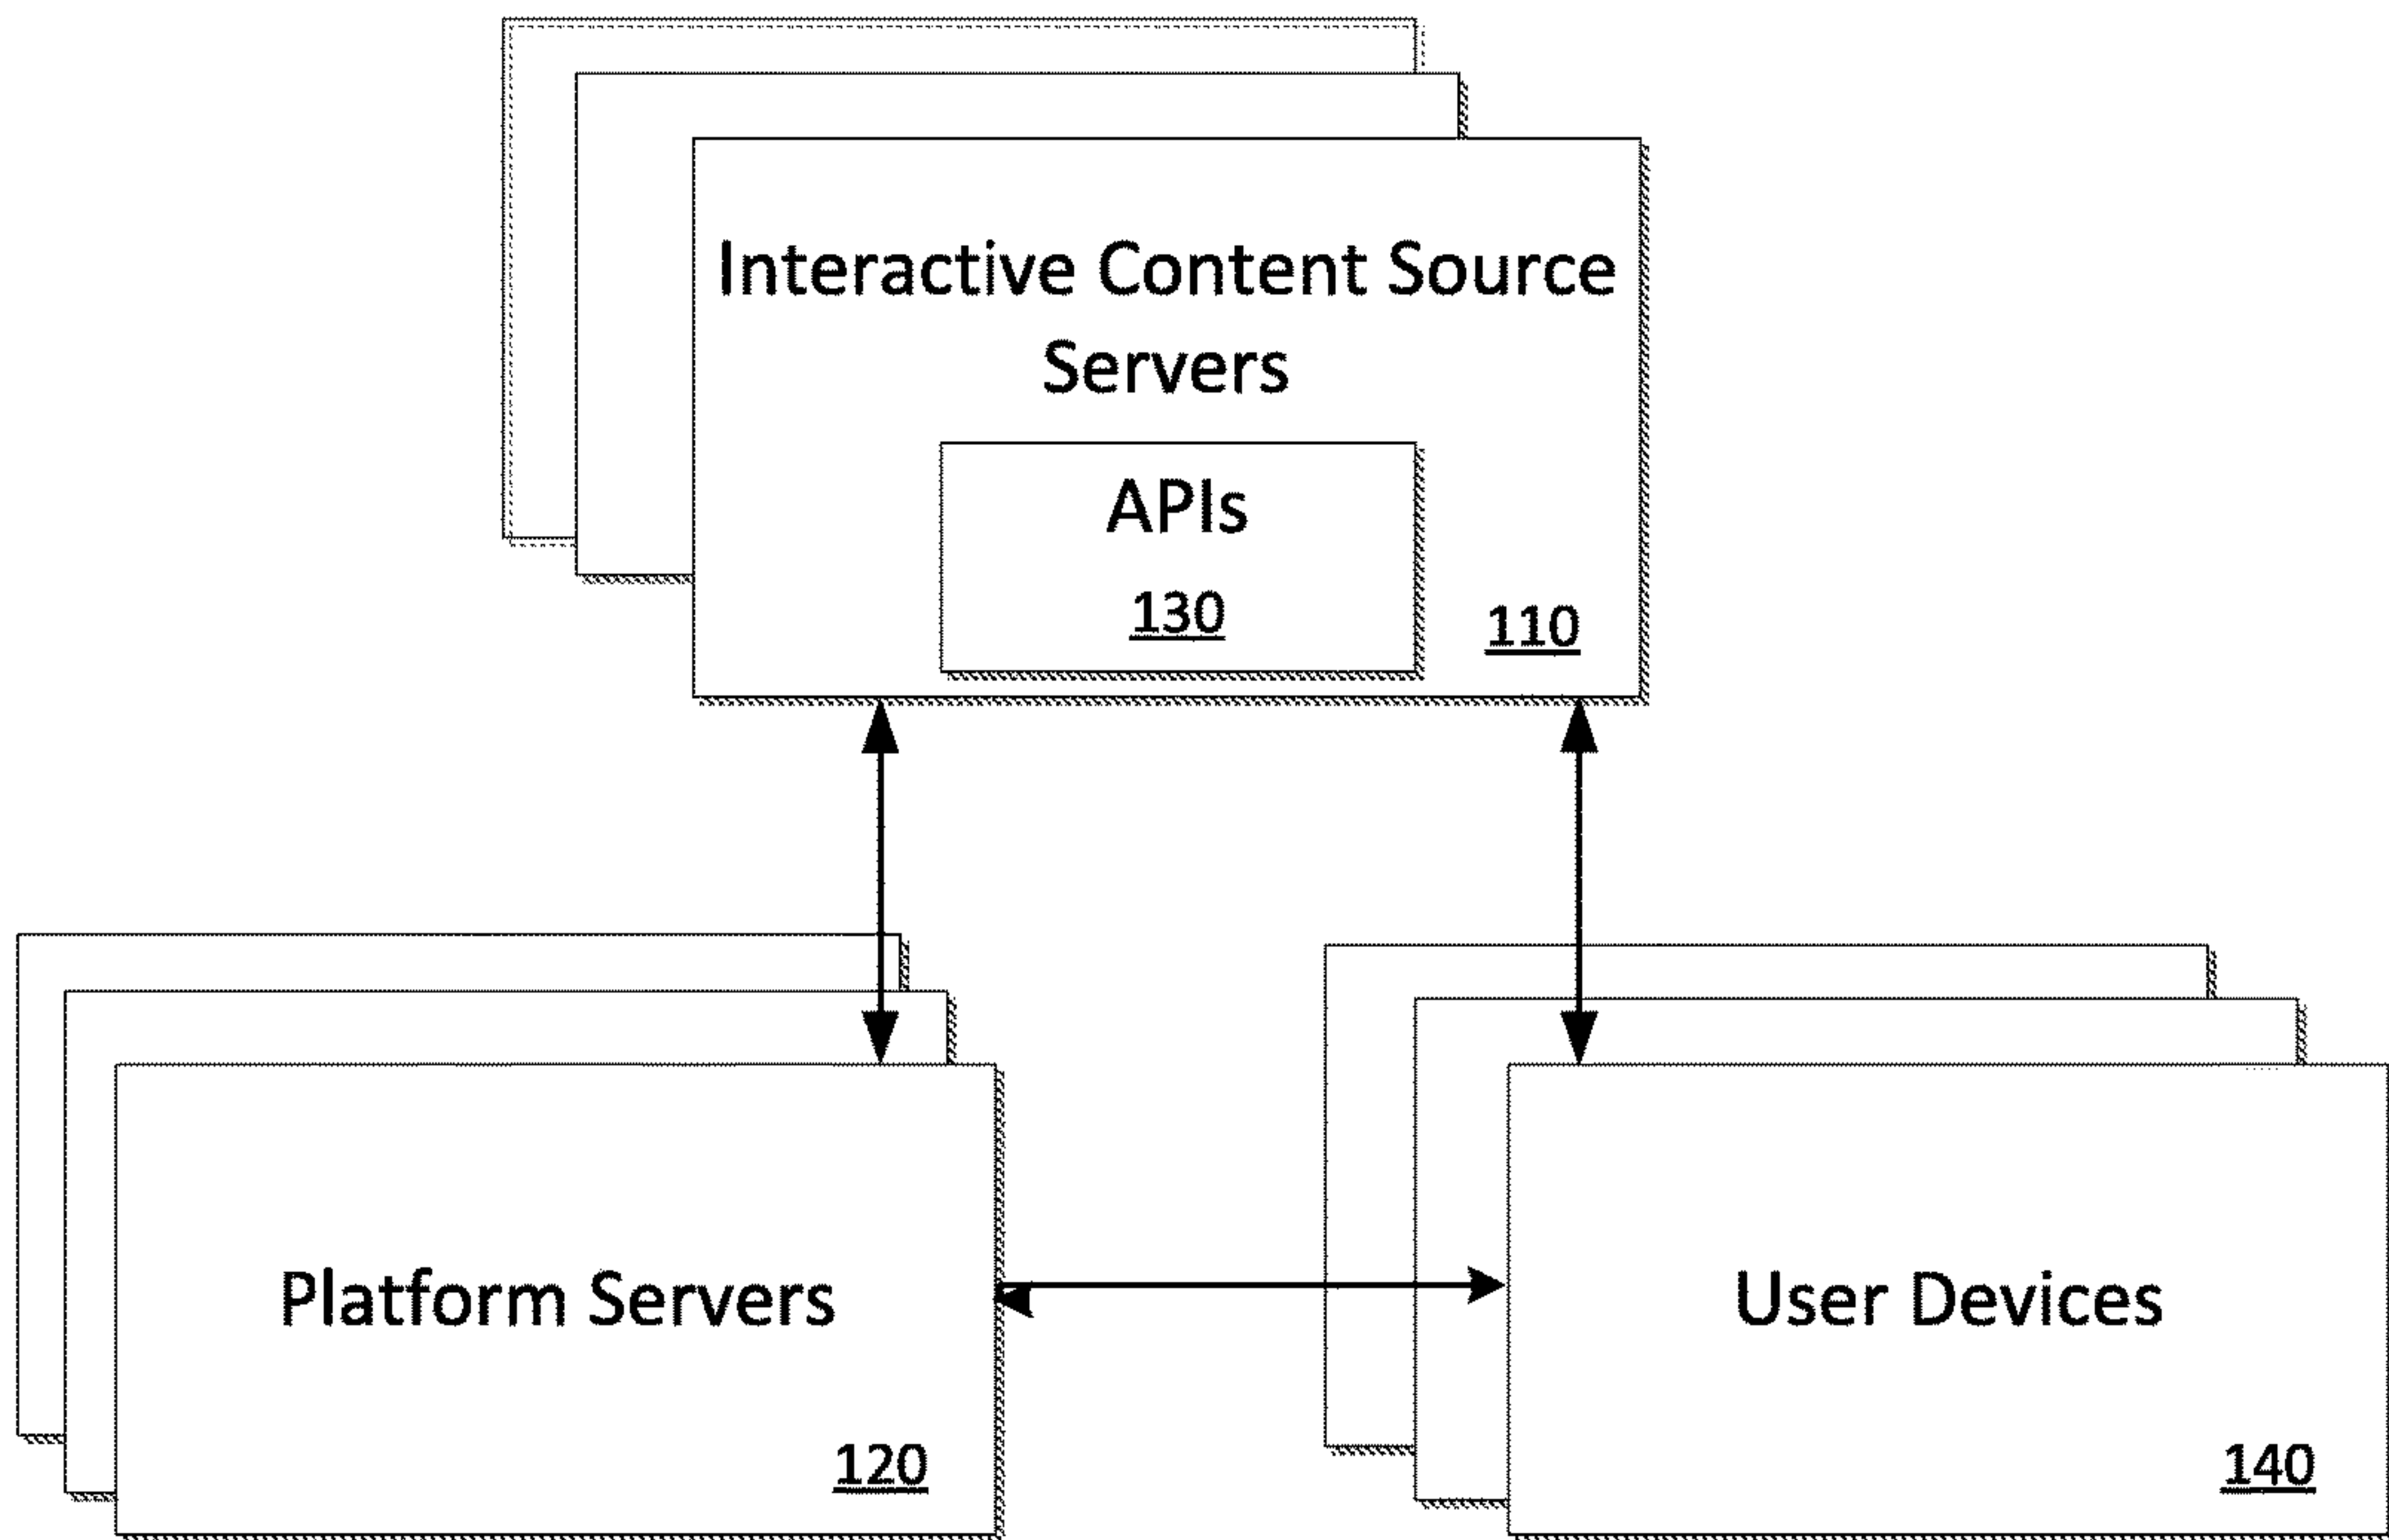 Interactive Content Source
Servers
APIs
130
110
Platform Servers
120
User Devices
140